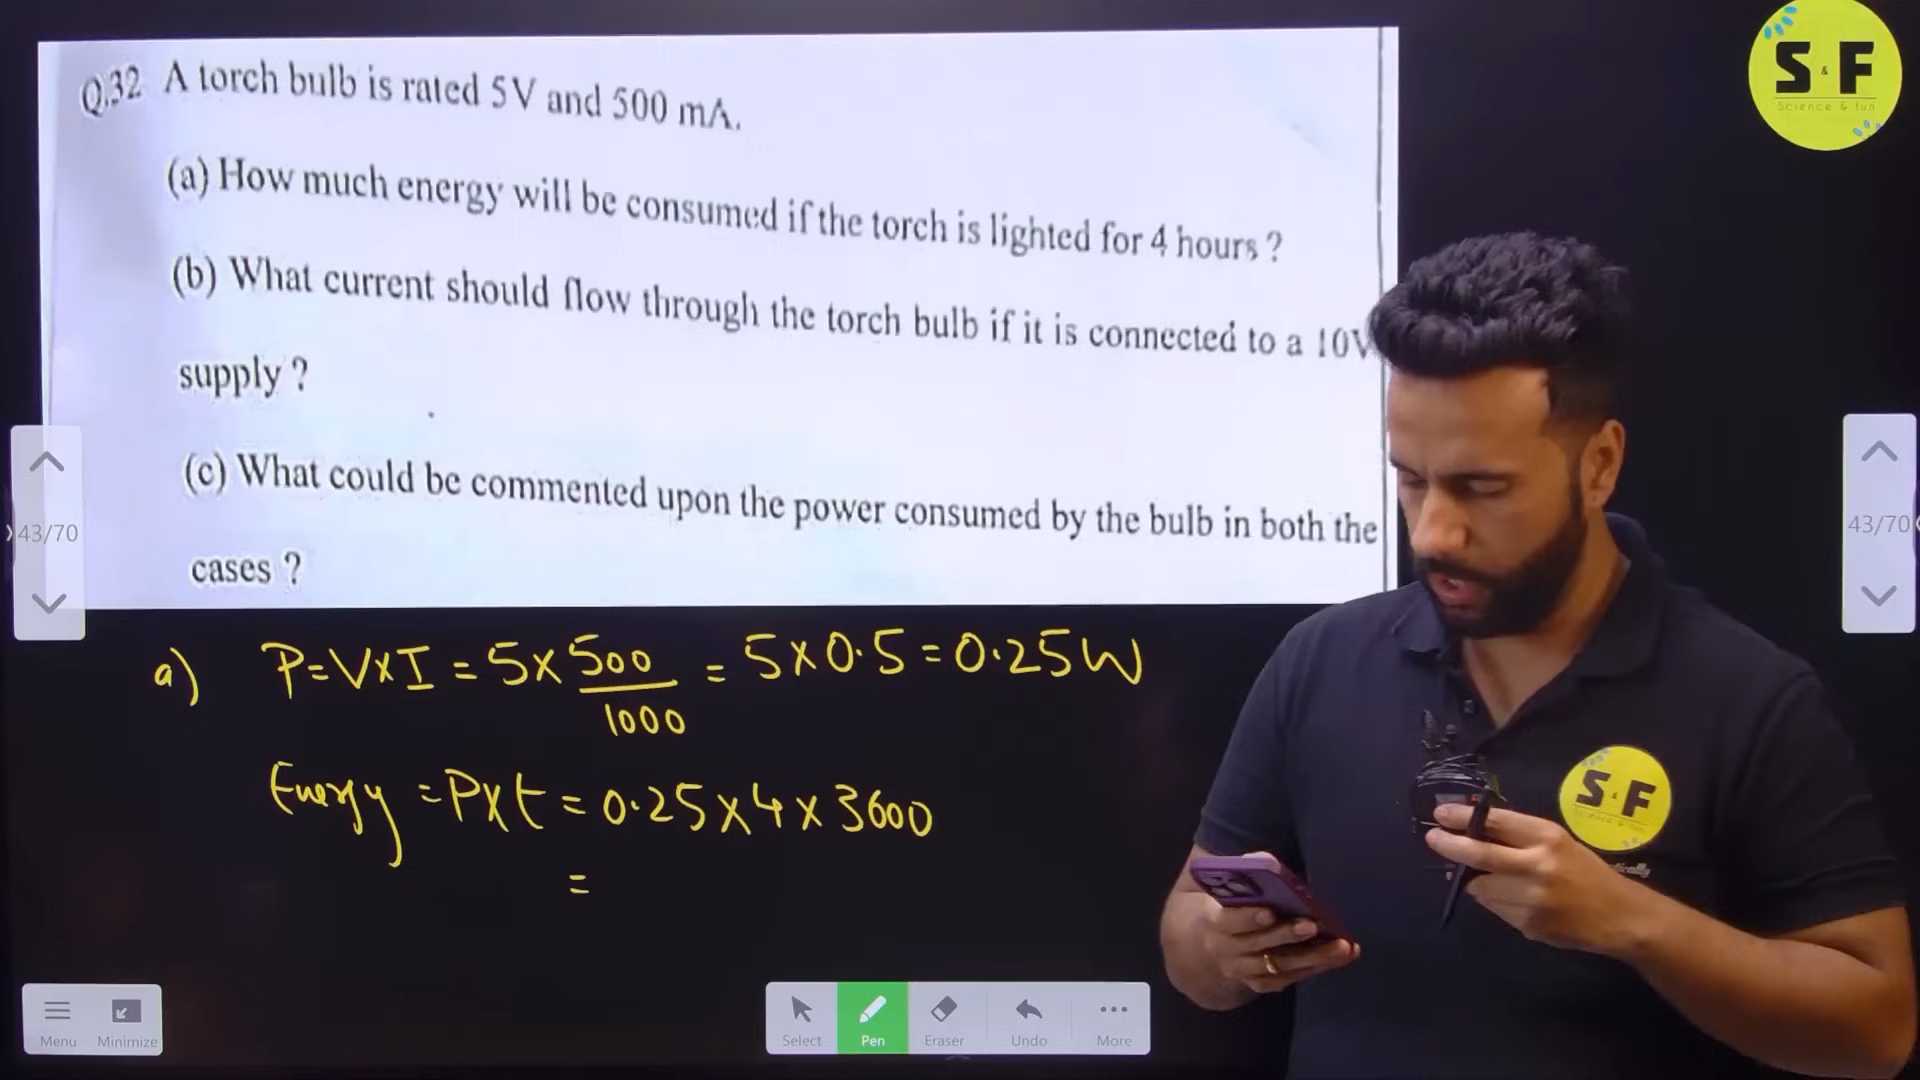 Q.32 A torch bulb is rated 5V and 500 mA.
(a) How much energy will be consumed if the torch is lighted for 4 hours ?
(b) What current should flow through the torch bulb if it is connected to a 10V
supply ?
(c) What could be commented upon the power consumed by the bulb in both the
cases ?
S&F
Science & fun
43/70
43/70
a) P=V×I = 5×500/1000 = 5×0.5=0.25W
Energy =P×t = 0.25×4×3600
=
S&F
Menu
Minimize
Select
Pen
Eraser
Undo
More